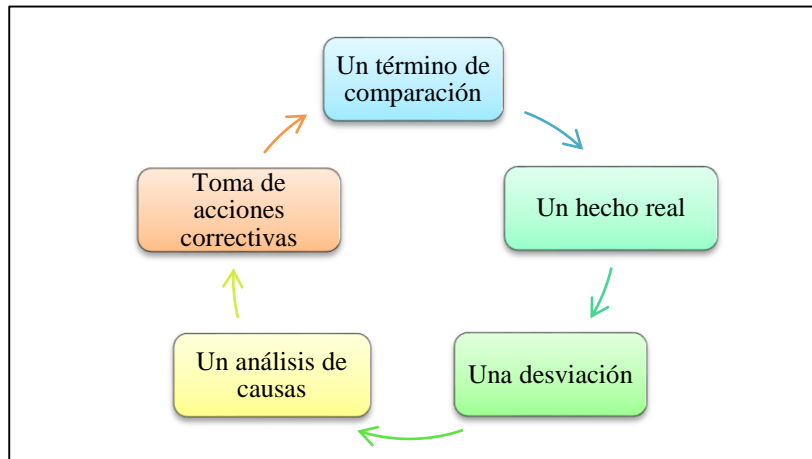 Un término de
comparación
Un hecho real
Una desviación
Un análisis de
causas
Toma de
acciones
correctivas